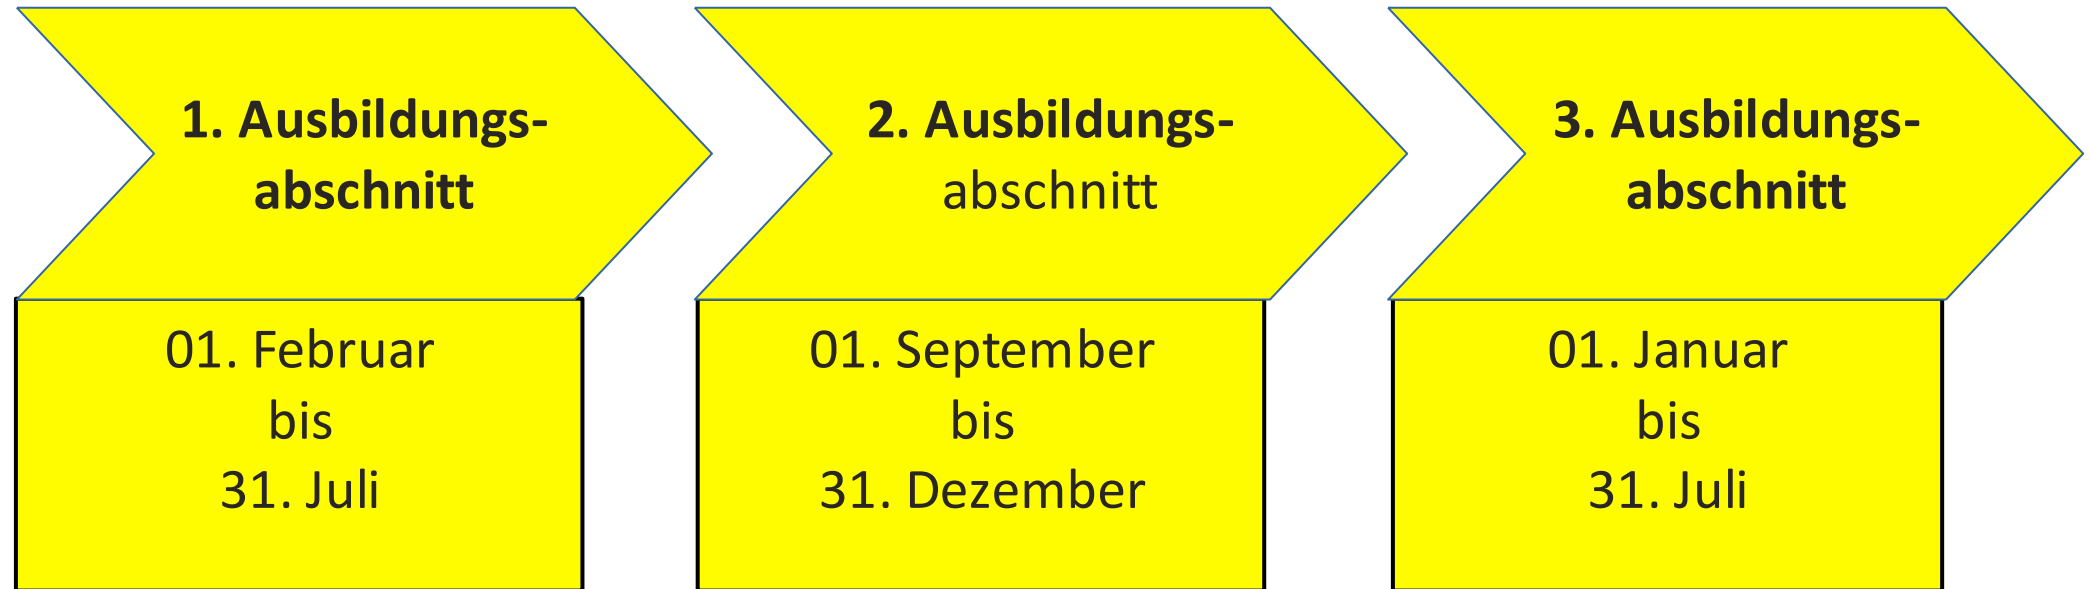 1. Ausbildungs-
abschnitt
01. Februar
bis
31. Juli
2. Ausbildungs-
abschnitt
01. September
bis
31. Dezember
3. Ausbildungs-
abschnitt
01. Januar
bis
31. Juli